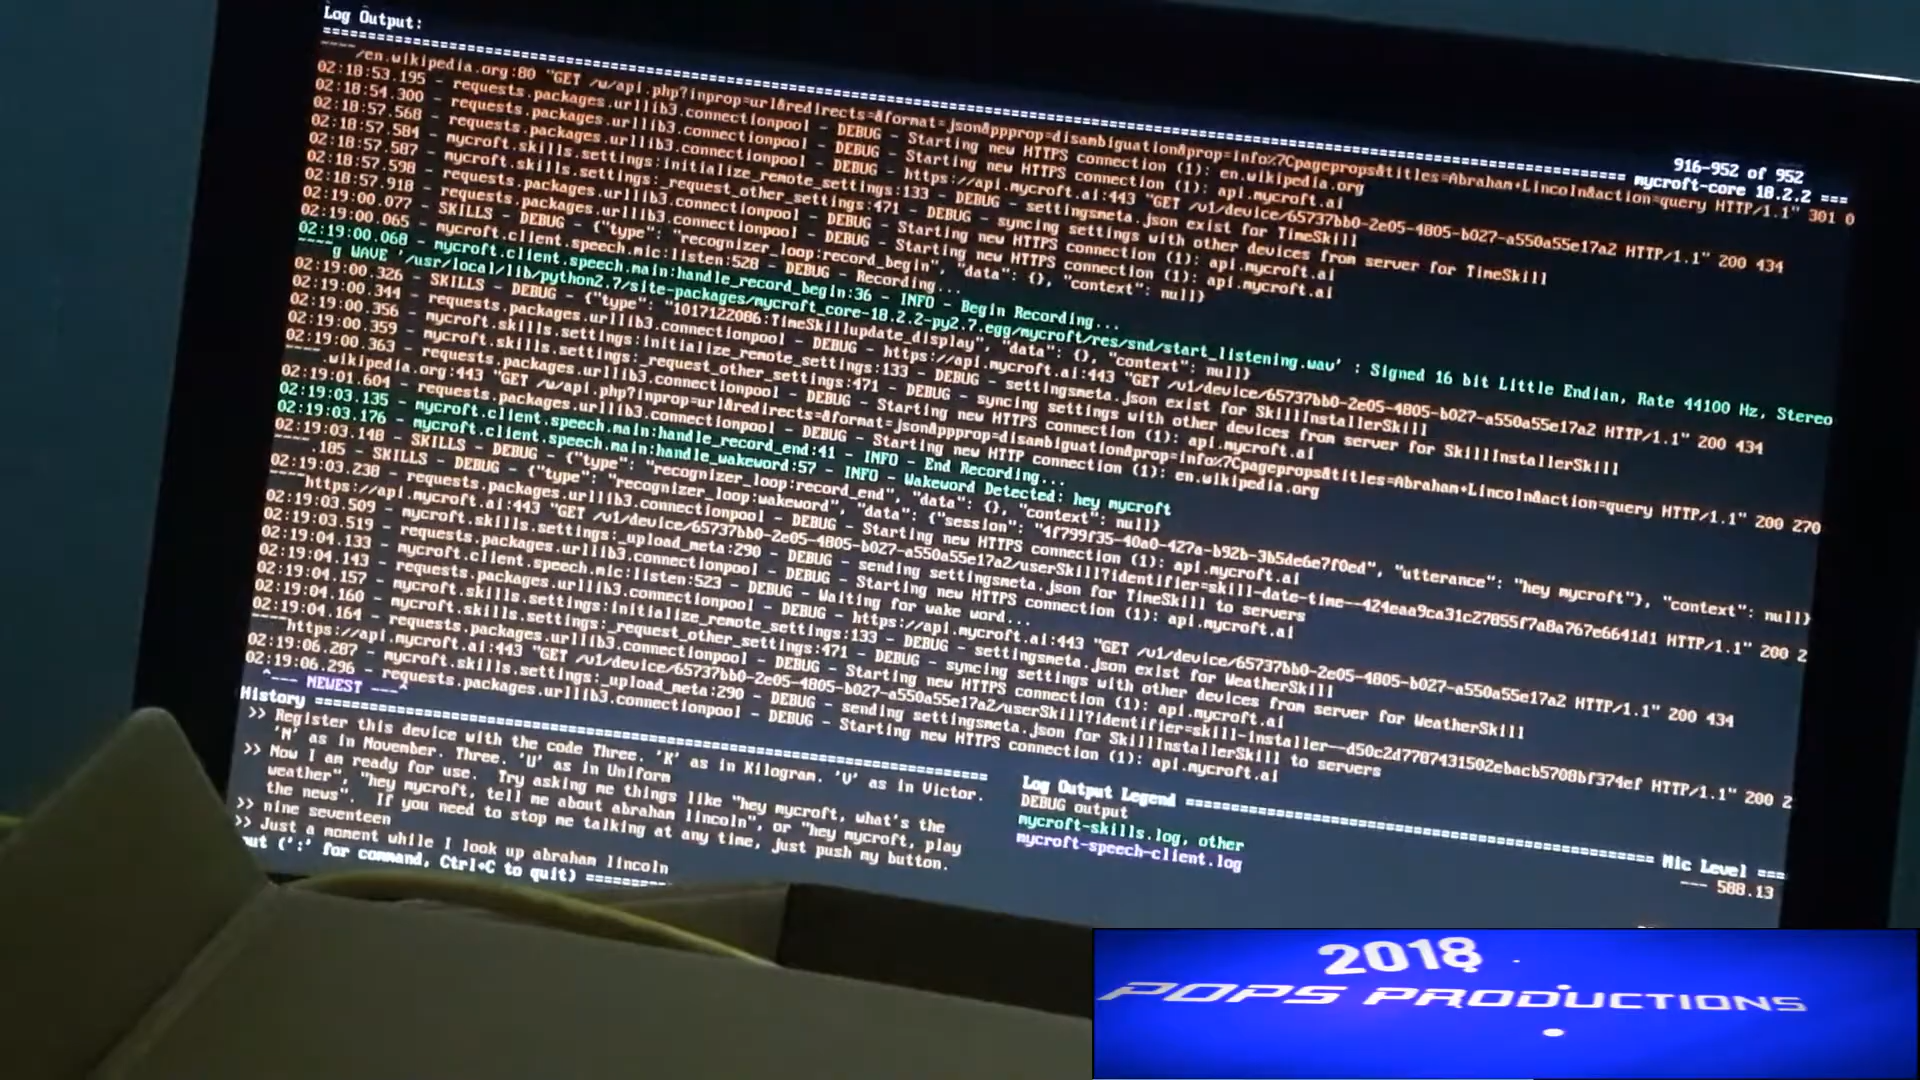 Log Output:
916-952 of 952
mycroft-core 18.2.2 ===
/en.wikipedia.org:80 "GET /w/api.php?inprop=url&redirects=&format=json&ppprop=disambiguation&prop=info%7Cpageprops&titles=Abraham+Lincoln&action=query HTTP/1.1" 301 0
02:18:53.195 - requests.packages.urllib3.connectionpool - DEBUG - Starting new HTTPS connection (1): en.wikipedia.org
02:18:54.300 - requests.packages.urllib3.connectionpool - DEBUG - Starting new HTTPS connection (1): api.mycroft.ai
02:18:57.568 - requests.packages.urllib3.connectionpool - DEBUG - https://api.mycroft.ai:443 "GET /v1/device/65737bb0-2e05-4805-b027-a550a55e17a2 HTTP/1.1" 200 434
02:18:57.584 - mycroft.skills.settings:initialize_remote_settings:133 - DEBUG - settingsmeta.json exist for TimeSkill
02:18:57.587 - mycroft.skills.settings:_request_other_settings:471 - DEBUG - syncing settings with other devices from server for TimeSkill
02:18:57.598 - requests.packages.urllib3.connectionpool - DEBUG - Starting new HTTPS connection (1): api.mycroft.ai
02:18:57.918 - requests.packages.urllib3.connectionpool - DEBUG - Starting new HTTPS connection (1): api.mycroft.ai
02:19:00.077 - SKILLS - DEBUG - {"type": "recognizer_loop:record_begin", "data": {}, "context": null}
02:19:00.065 - mycroft.client.speech.mic:listen:528 - DEBUG - Recording...
02:19:00.068 - mycroft.client.speech.main:handle_record_begin:36 - INFO - Begin Recording...
g WAVE '/usr/local/lib/python2.7/site-packages/mycroft_core-18.2.2-py2.7.egg/mycroft/res/snd/start_listening.wav' : Signed 16 bit Little Endian, Rate 44100 Hz, Stereo
02:19:00.326 - SKILLS - DEBUG - {"type": "1017122086:TimeSkillupdate_display", "data": {}, "context": null}
02:19:00.344 - requests.packages.urllib3.connectionpool - DEBUG - https://api.mycroft.ai:443 "GET /v1/device/65737bb0-2e05-4805-b027-a550a55e17a2 HTTP/1.1" 200 434
02:19:00.356 - mycroft.skills.settings:initialize_remote_settings:133 - DEBUG - settingsmeta.json exist for SkillInstallerSkill
02:19:00.359 - mycroft.skills.settings:_request_other_settings:471 - DEBUG - syncing settings with other devices from server for SkillInstallerSkill
02:19:00.363 - requests.packages.urllib3.connectionpool - DEBUG - Starting new HTTPS connection (1): api.mycroft.ai
.wikipedia.org:443 "GET /w/api.php?inprop=url&redirects=&format=json&ppprop=disambiguation&prop=info%7Cpageprops&titles=Abraham+Lincoln&action=query HTTP/1.1" 200 270
02:19:01.604 - requests.packages.urllib3.connectionpool - DEBUG - Starting new HTTP connection (1): en.wikipedia.org
02:19:03.135 - mycroft.client.speech.main:handle_record_end:41 - INFO - End Recording...
02:19:03.176 - mycroft.client.speech.main:handle_wakeword:57 - INFO - Wakeword Detected: hey mycroft
02:19:03.148 - SKILLS - DEBUG - {"type": "recognizer_loop:record_end", "data": {}, "context": null}
.185 - SKILLS - DEBUG - {"type": "recognizer_loop:wakeword", "data": {"session": "4f799f35-40a0-427a-b92b-3b5de6e7f0ed", "utterance": "hey mycroft"}, "context": null}
02:19:03.238 - requests.packages.urllib3.connectionpool - DEBUG - Starting new HTTPS connection (1): api.mycroft.ai
https://api.mycroft.ai:443 "GET /v1/device/65737bb0-2e05-4805-b027-a550a55e17a2/userSkill?identifier=skill-date-time--424eaa9ca31c27855f7a8a767e6641d1 HTTP/1.1" 200 2
02:19:03.509 - mycroft.skills.settings:_upload_meta:290 - DEBUG - sending settingsmeta.json for TimeSkill to servers
02:19:03.519 - requests.packages.urllib3.connectionpool - DEBUG - Starting new HTTPS connection (1): api.mycroft.ai
02:19:04.133 - mycroft.client.speech.mic:listen:523 - DEBUG - Waiting for wake word...
02:19:04.143 - requests.packages.urllib3.connectionpool - DEBUG - https://api.mycroft.ai:443 "GET /v1/device/65737bb0-2e05-4805-b027-a550a55e17a2 HTTP/1.1" 200 434
02:19:04.157 - mycroft.skills.settings:initialize_remote_settings:133 - DEBUG - settingsmeta.json exist for WeatherSkill
02:19:04.160 - mycroft.skills.settings:_request_other_settings:471 - DEBUG - syncing settings with other devices from server for WeatherSkill
02:19:04.164 - requests.packages.urllib3.connectionpool - DEBUG - Starting new HTTPS connection (1): api.mycroft.ai
https://api.mycroft.ai:443 "GET /v1/device/65737bb0-2e05-4805-b027-a550a55e17a2/userSkill?identifier=skill-installer--d50c2d7787431502ebacb5708bf374ef HTTP/1.1" 200 2
02:19:06.287 - mycroft.skills.settings:_upload_meta:290 - DEBUG - sending settingsmeta.json for SkillInstallerSkill to servers
02:19:06.296 - requests.packages.urllib3.connectionpool - DEBUG - Starting new HTTPS connection (1): api.mycroft.ai
^--- NEWEST ---^
History
>> Register this device with the code Three. 'K' as in Kilogram. 'V' as in Victor.
'N' as in November. Three. 'U' as in Uniform
>> Now I am ready for use. Try asking me things like "hey mycroft, what's the
weather", "hey mycroft, tell me about abraham lincoln", or "hey mycroft, play
the news". If you need to stop me talking at any time, just push my button.
>> nine seventeen
>> Just a moment while I look up abraham lincoln
put (':' for command, Ctrl+C to quit)
Log Output Legend
DEBUG output
mycroft-skills.log, other
mycroft-speech-client.log
Mic Level ===
--- 588.13
2018
POPS PRODUCTIONS